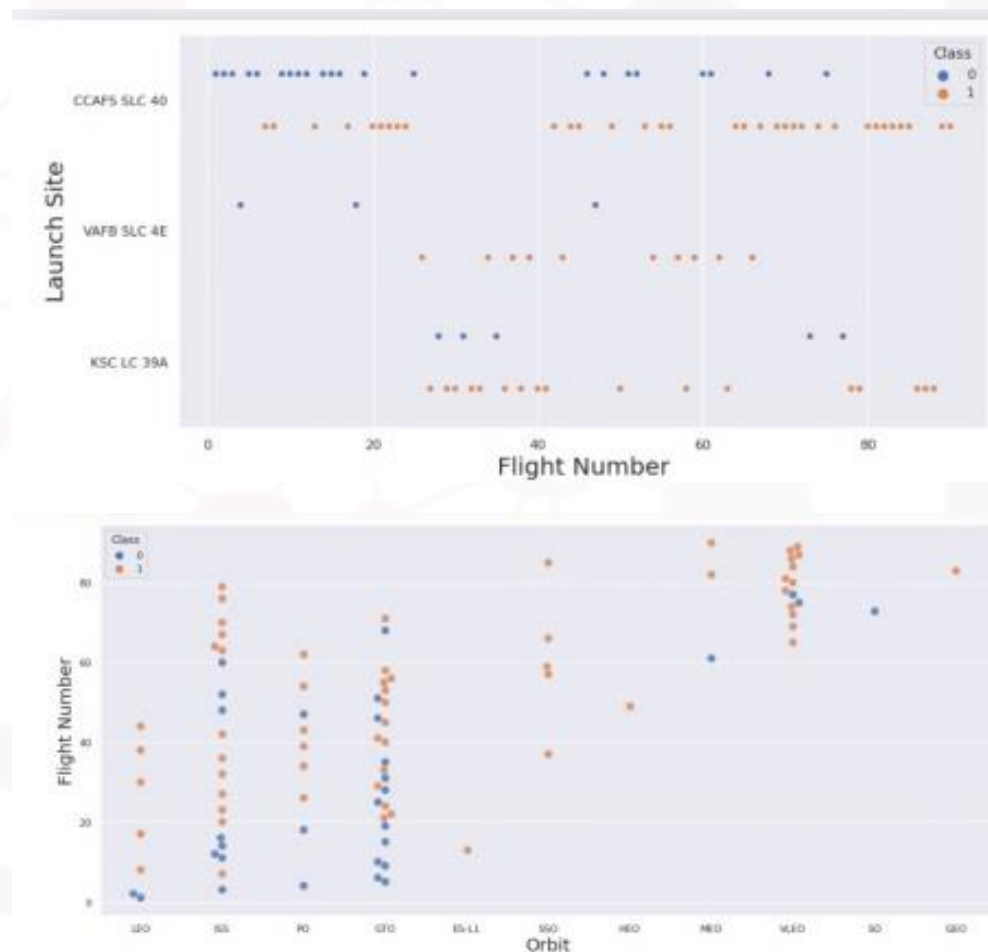 Class
0
1
CCAFS SLC 40
VAFB SLC 4E
KSC LC 39A
Launch Site
0 20 40 60 80
Flight Number
Class
0
1
80
60
40
20
0
Flight Number
LEO ISS PO GTO ES-L1 SSO HEO MEO VLEO SO GEO
Orbit